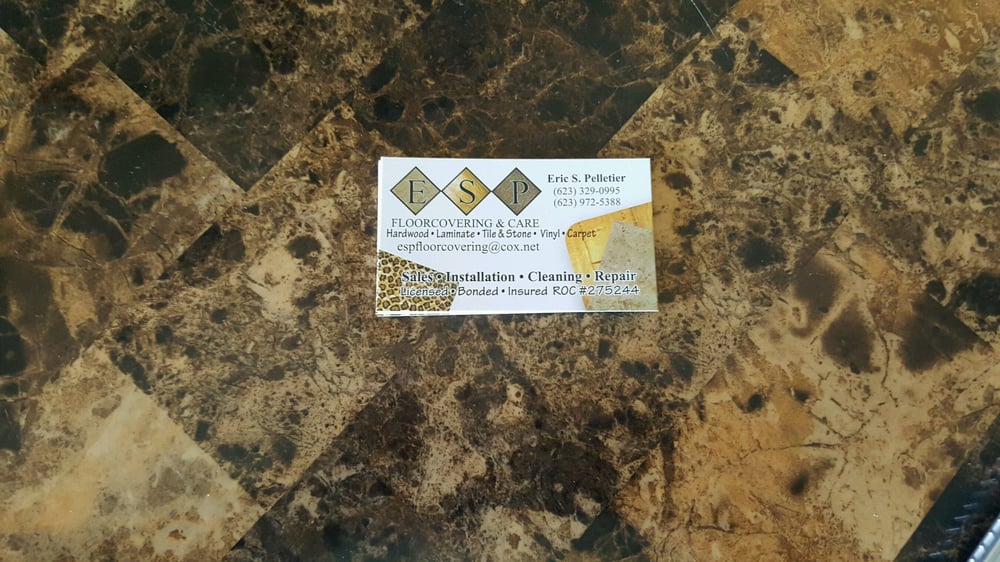 E S P
Eric S. Pelletier
(623) 329-0995
(623) 972-5388
FLOORCOVERING & CARE
Hardwood • Laminate • Tile & Stone • Vinyl • Carpet
espfloorcovering@cox.net
Sales • Installation • Cleaning • Repair
Licensed • Bonded • Insured ROC #275244